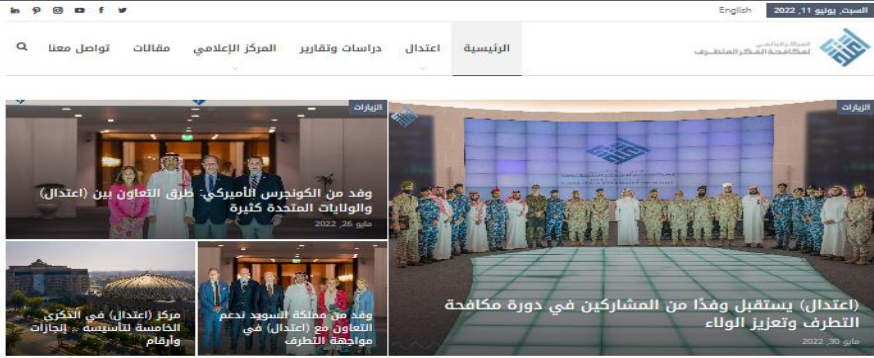 السبت, يونيو 11, 2022
English
المركز العالمي
لمكافحة الفكر المتطرف
الرئيسية
اعتدال
دراسات وتقارير
المركز الإعلامي
مقالات
تواصل معنا
الزيارات
(اعتدال) يستقبل وفدًا من المشاركين في دورة مكافحة
التطرف وتعزيز الولاء
مايو 30, 2022
الزيارات
وفد من الكونجرس الأميركي: طرق التعاون بين (اعتدال)
والولايات المتحدة كثيرة
مايو 26, 2022
وفد من مملكة السويد ندعم
التعاون مع (اعتدال) في
مواجهة التطرف
مركز (اعتدال) في الذكرى
الخامسة لتأسيسه .. إنجازات
وأرقام